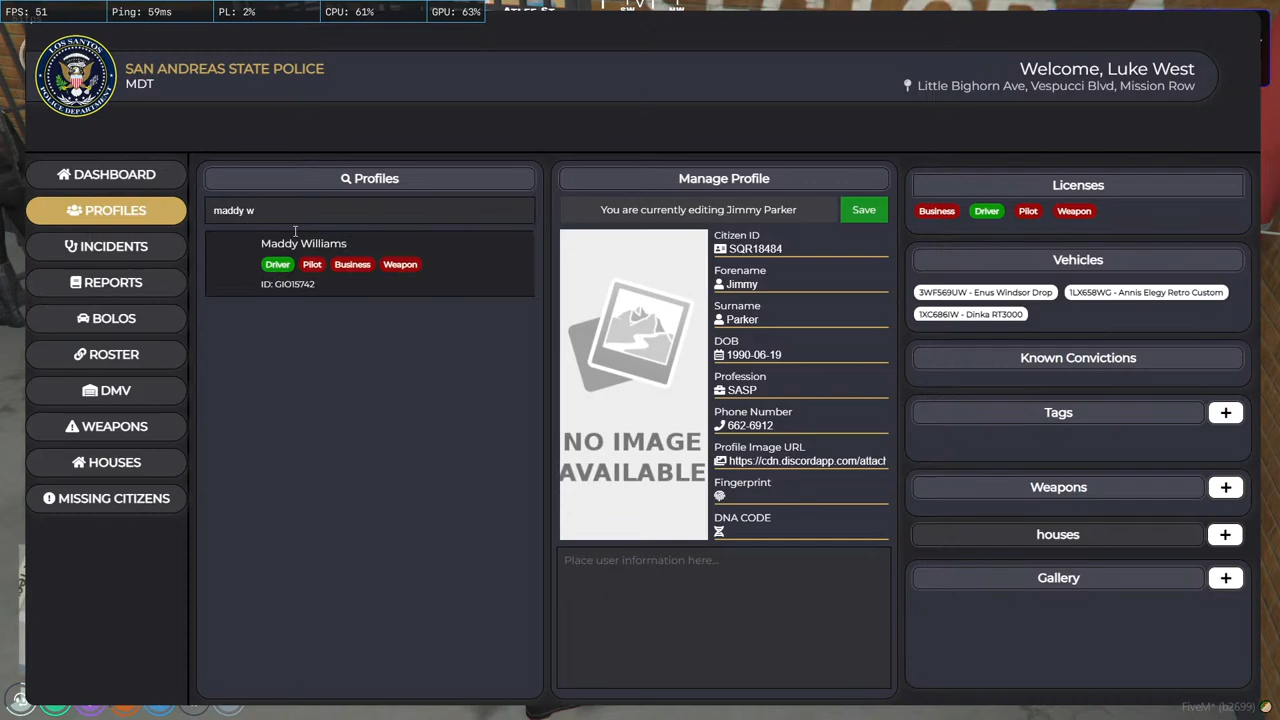 FPS: 51
Ping: 59ms
PL: 2%
CPU: 61%
GPU: 63%
SAN ANDREAS STATE POLICE
MDT
LOS SANTOS
POLICE DEPARTMENT
Welcome, Luke West
Little Bighorn Ave, Vespucci Blvd, Mission Row
DASHBOARD
PROFILES
INCIDENTS
REPORTS
BOLOS
ROSTER
DMV
WEAPONS
HOUSES
MISSING CITIZENS
Profiles
maddy w
Maddy Williams
Driver Pilot Business Weapon
ID: GIO15742
Manage Profile
You are currently editing Jimmy Parker
Save
NO IMAGE
AVAILABLE
Citizen ID
SQR18484
Forename
Jimmy
Surname
Parker
DOB
1990-06-19
Profession
SASP
Phone Number
662-6912
Profile Image URL
https://cdn.discordapp.com/attach
Fingerprint
DNA CODE
Place user information here...
Licenses
Business Driver Pilot Weapon
Vehicles
3WF569UW - Enus Windsor Drop
1LX658WG - Annis Elegy Retro Custom
1XC686IW - Dinka RT3000
Known Convictions
Tags
+
Weapons
+
houses
+
Gallery
+
FiveM* (b2699)